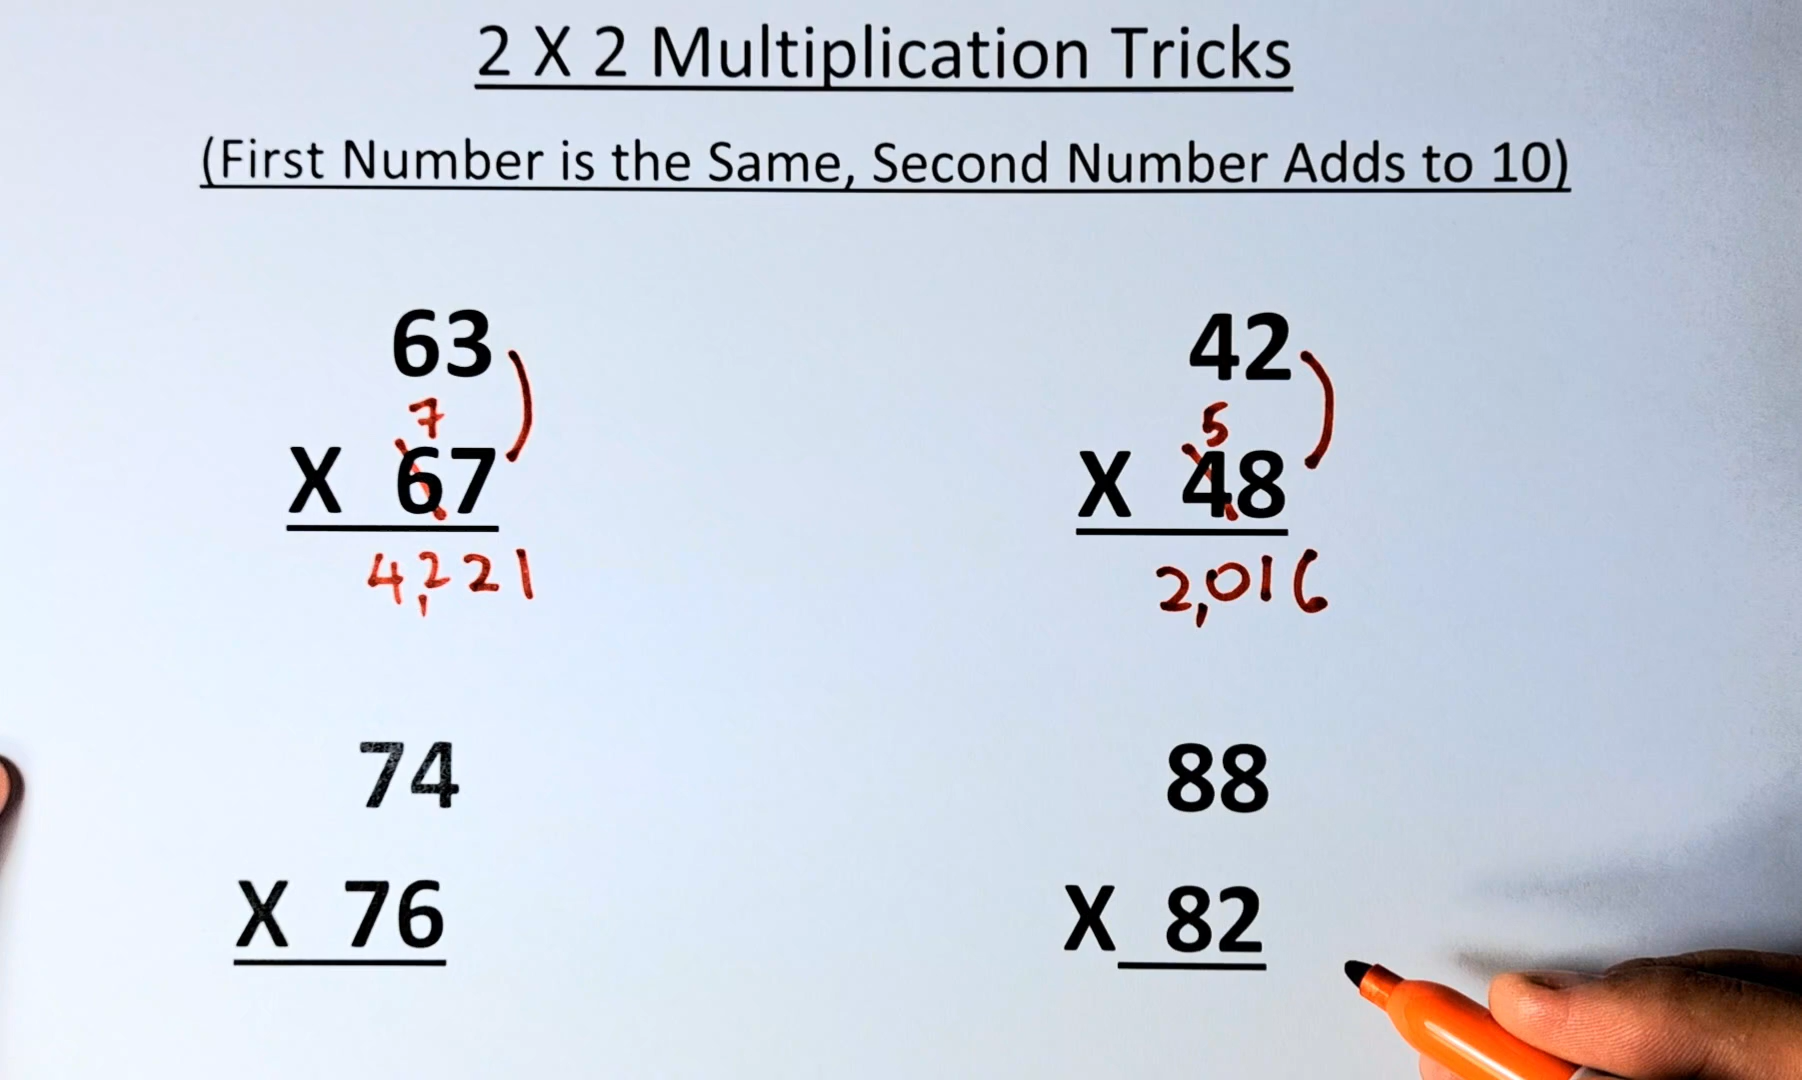 2 X 2 Multiplication Tricks
(First Number is the Same, Second Number Adds to 10)
63
7
X 67
4,221
42
5
X 48
2,016
74
X 76
88
X 82